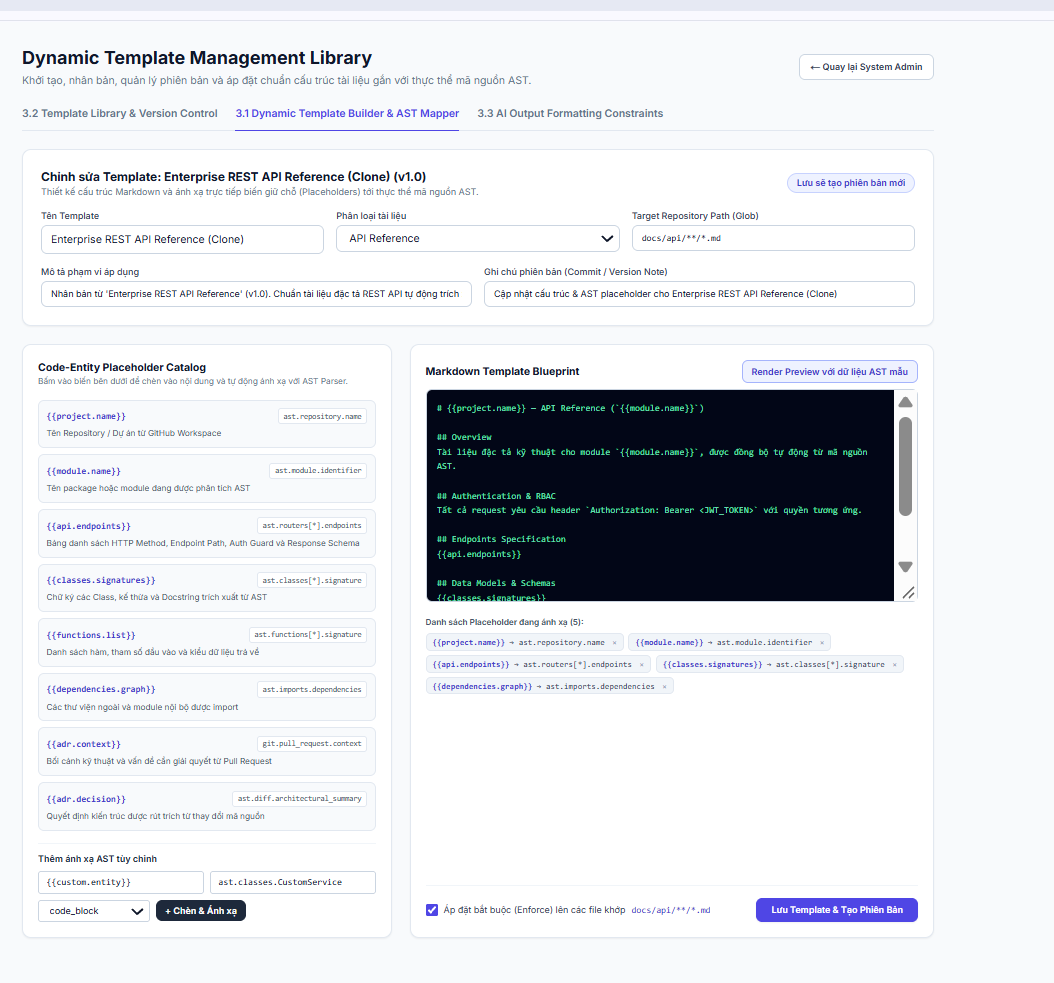 Dynamic Template Management Library
Khởi tạo, nhân bản, quản lý phiên bản và áp đặt chuẩn cấu trúc tài liệu gắn với thực thể mã nguồn AST.
← Quay lại System Admin
3.2 Template Library & Version Control
3.1 Dynamic Template Builder & AST Mapper
3.3 AI Output Formatting Constraints
Chỉnh sửa Template: Enterprise REST API Reference (Clone) (v1.0)
Thiết kế cấu trúc Markdown và ánh xạ trực tiếp biến giữ chỗ (Placeholders) tới thực thể mã nguồn AST.
Lưu sẽ tạo phiên bản mới
Tên Template
Phân loại tài liệu
Target Repository Path (Glob)
Enterprise REST API Reference (Clone)
API Reference
docs/api/**/*.md
Mô tả phạm vi áp dụng
Ghi chú phiên bản (Commit / Version Note)
Nhân bản từ 'Enterprise REST API Reference' (v1.0). Chuẩn tài liệu đặc tả REST API tự động trích
Cập nhật cấu trúc & AST placeholder cho Enterprise REST API Reference (Clone)
Code-Entity Placeholder Catalog
Bấm vào biến bên dưới để chèn vào nội dung và tự động ánh xạ với AST Parser.
{{project.name}}
ast.repository.name
Tên Repository / Dự án từ GitHub Workspace
{{module.name}}
ast.module.identifier
Tên package hoặc module đang được phân tích AST
{{api.endpoints}}
ast.routers[*].endpoints
Bảng danh sách HTTP Method, Endpoint Path, Auth Guard và Response Schema
{{classes.signatures}}
ast.classes[*].signature
Chữ ký các Class, kế thừa và Docstring trích xuất từ AST
{{functions.list}}
ast.functions[*].signature
Danh sách hàm, tham số đầu vào và kiểu dữ liệu trả về
{{dependencies.graph}}
ast.imports.dependencies
Các thư viện ngoài và module nội bộ được import
{{adr.context}}
git.pull_request.context
Bối cảnh kỹ thuật và vấn đề cần giải quyết từ Pull Request
{{adr.decision}}
ast.diff.architectural_summary
Quyết định kiến trúc được rút trích từ thay đổi mã nguồn
Thêm ánh xạ AST tùy chỉnh
{{custom.entity}}
ast.classes.CustomService
code_block
+ Chèn & Ánh xạ
Markdown Template Blueprint
Render Preview với dữ liệu AST mẫu
# {{project.name}} — API Reference (`{{module.name}}`)
## Overview
Tài liệu đặc tả kỹ thuật cho module `{{module.name}}`, được đồng bộ tự động từ mã nguồn
AST.
## Authentication & RBAC
Tất cả request yêu cầu header `Authorization: Bearer <JWT_TOKEN>` với quyền tương ứng.
## Endpoints Specification
{{api.endpoints}}
## Data Models & Schemas
{{classes.signatures}}
Danh sách Placeholder đang ánh xạ (5):
{{project.name}} → ast.repository.name ×
{{module.name}} → ast.module.identifier ×
{{api.endpoints}} → ast.routers[*].endpoints ×
{{classes.signatures}} → ast.classes[*].signature ×
{{dependencies.graph}} → ast.imports.dependencies ×
Áp đặt bắt buộc (Enforce) lên các file khớp docs/api/**/*.md
Lưu Template & Tạo Phiên Bản